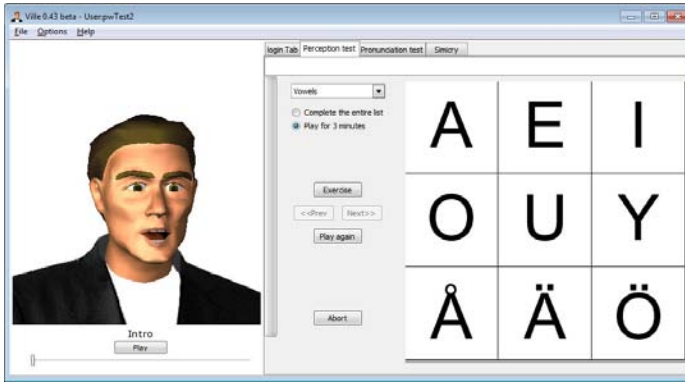 Ville 0.43 beta - User:pwTest2
File Options Help
login Tab Perception test Pronunciation test Simicry
Vowels
Complete the entire list
Play for 3 minutes
Exercise
<<Prev Next>>
Play again
Abort
A E I
O U Y
Å Ä Ö
Intro
Play